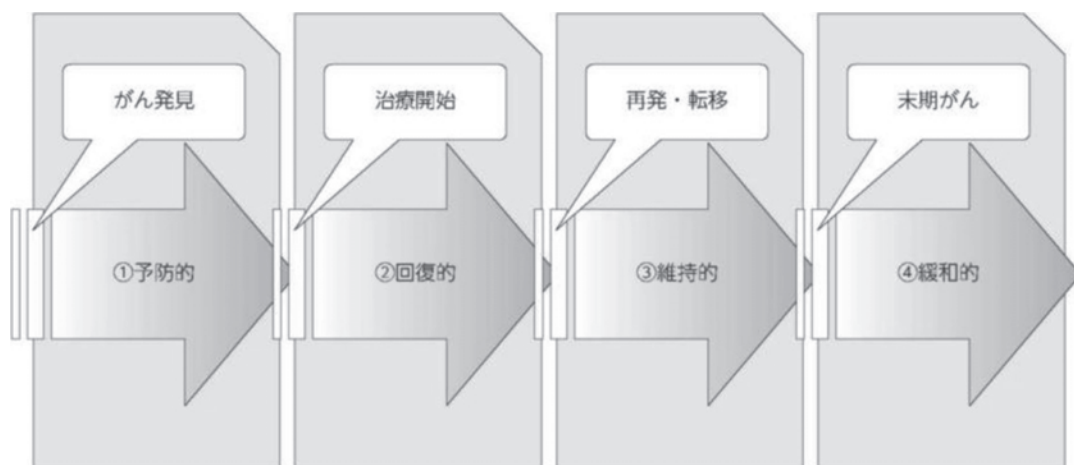 がん発見
治療開始
再発・転移
末期がん
①予防的
②回復的
③維持的
④緩和的